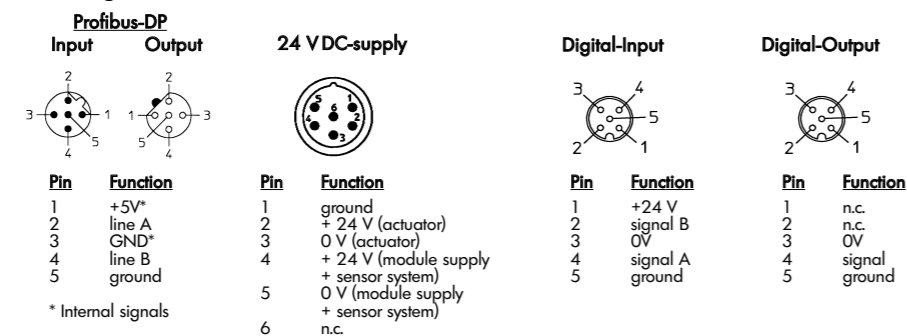 Profibus-DP
Input Output
24 V DC-supply
Digital-Input
Digital-Output
2
3 1
4 5
2
1 3
5 4
5 1
6
4 2
3
3 4
5
2 1
3 4
5
2 1
Pin Function
1 +5V*
2 line A
3 GND*
4 line B
5 ground
* Internal signals
Pin Function
1 ground
2 + 24 V (actuator)
3 0 V (actuator)
4 + 24 V (module supply
+ sensor system)
5 0 V (module supply
+ sensor system)
6 n.c.
Pin Function
1 +24 V
2 signal B
3 0V
4 signal A
5 ground
Pin Function
1 n.c.
2 n.c.
3 0V
4 signal
5 ground